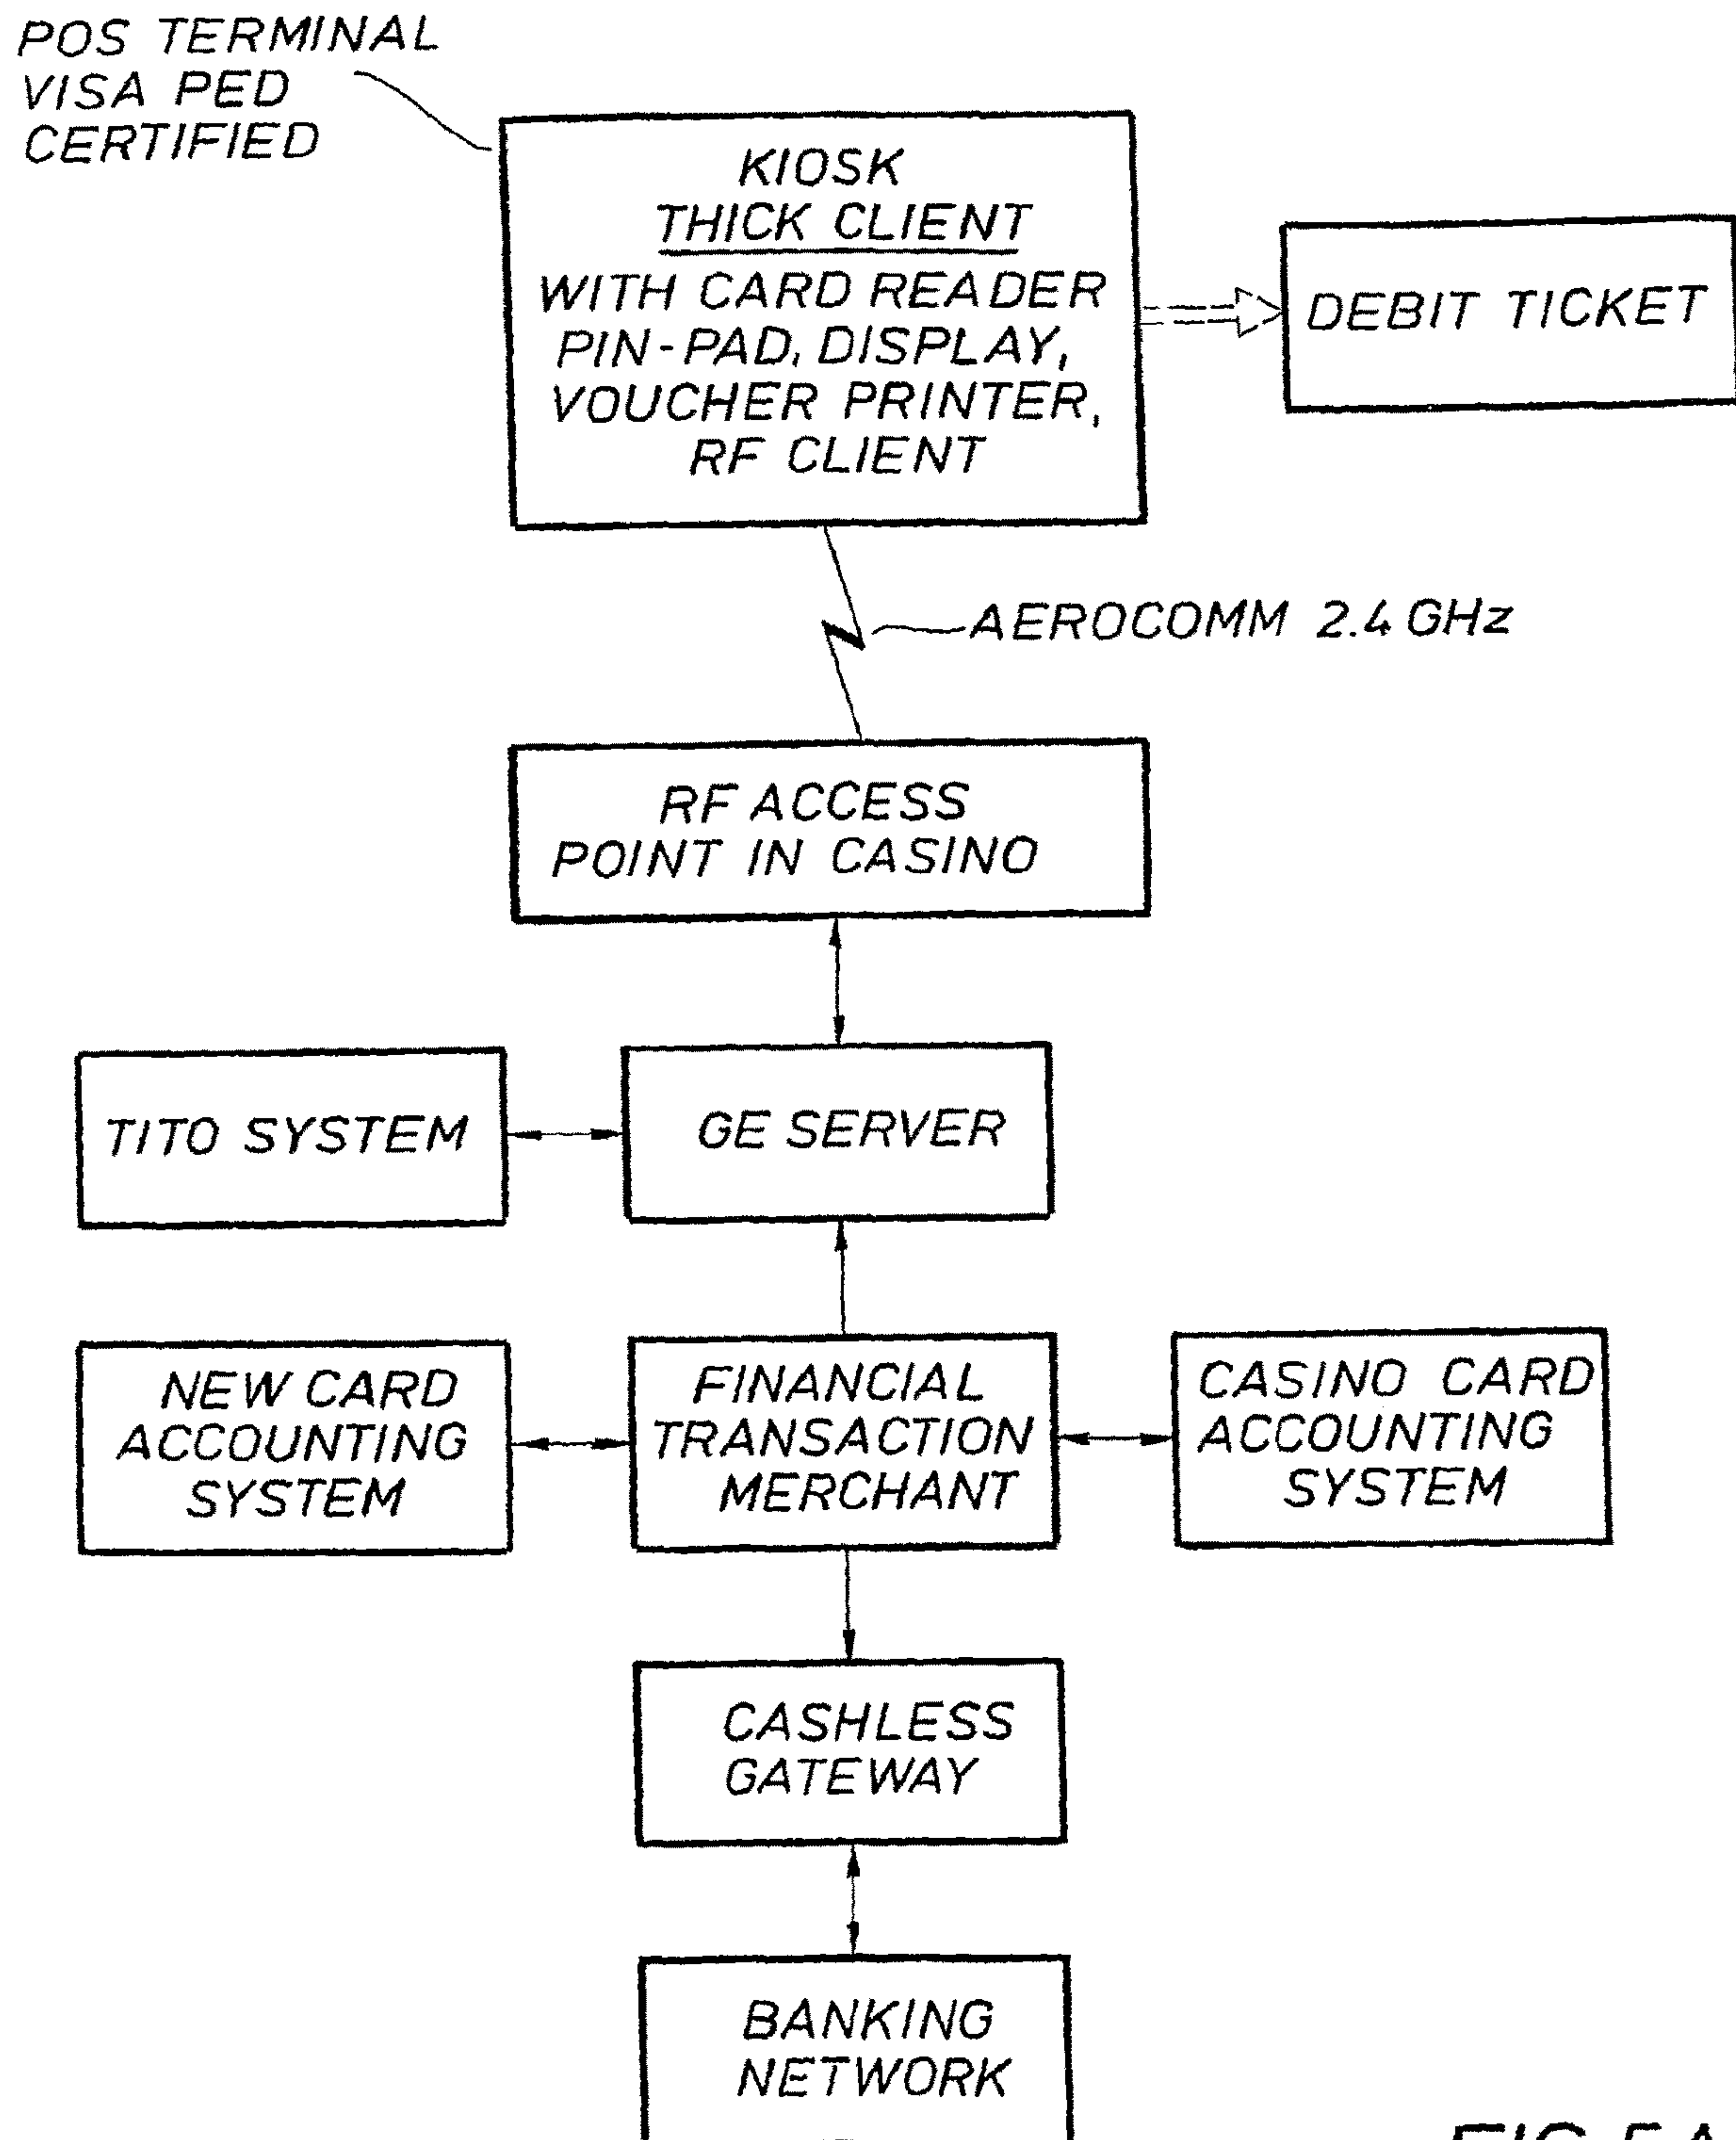 POS TERMINAL
VISA PED
CERTIFIED
KIOSK
THICK CLIENT
WITH CARD READER
PIN-PAD, DISPLAY,
VOUCHER PRINTER,
RF CLIENT
DEBIT TICKET
AEROCOMM 2.4 GHz
RF ACCESS
POINT IN CASINO
TITO SYSTEM
GE SERVER
NEW CARD
ACCOUNTING
SYSTEM
FINANCIAL
TRANSACTION
MERCHANT
CASINO CARD
ACCOUNTING
SYSTEM
CASHLESS
GATEWAY
BANKING
NETWORK
FIG. 5A